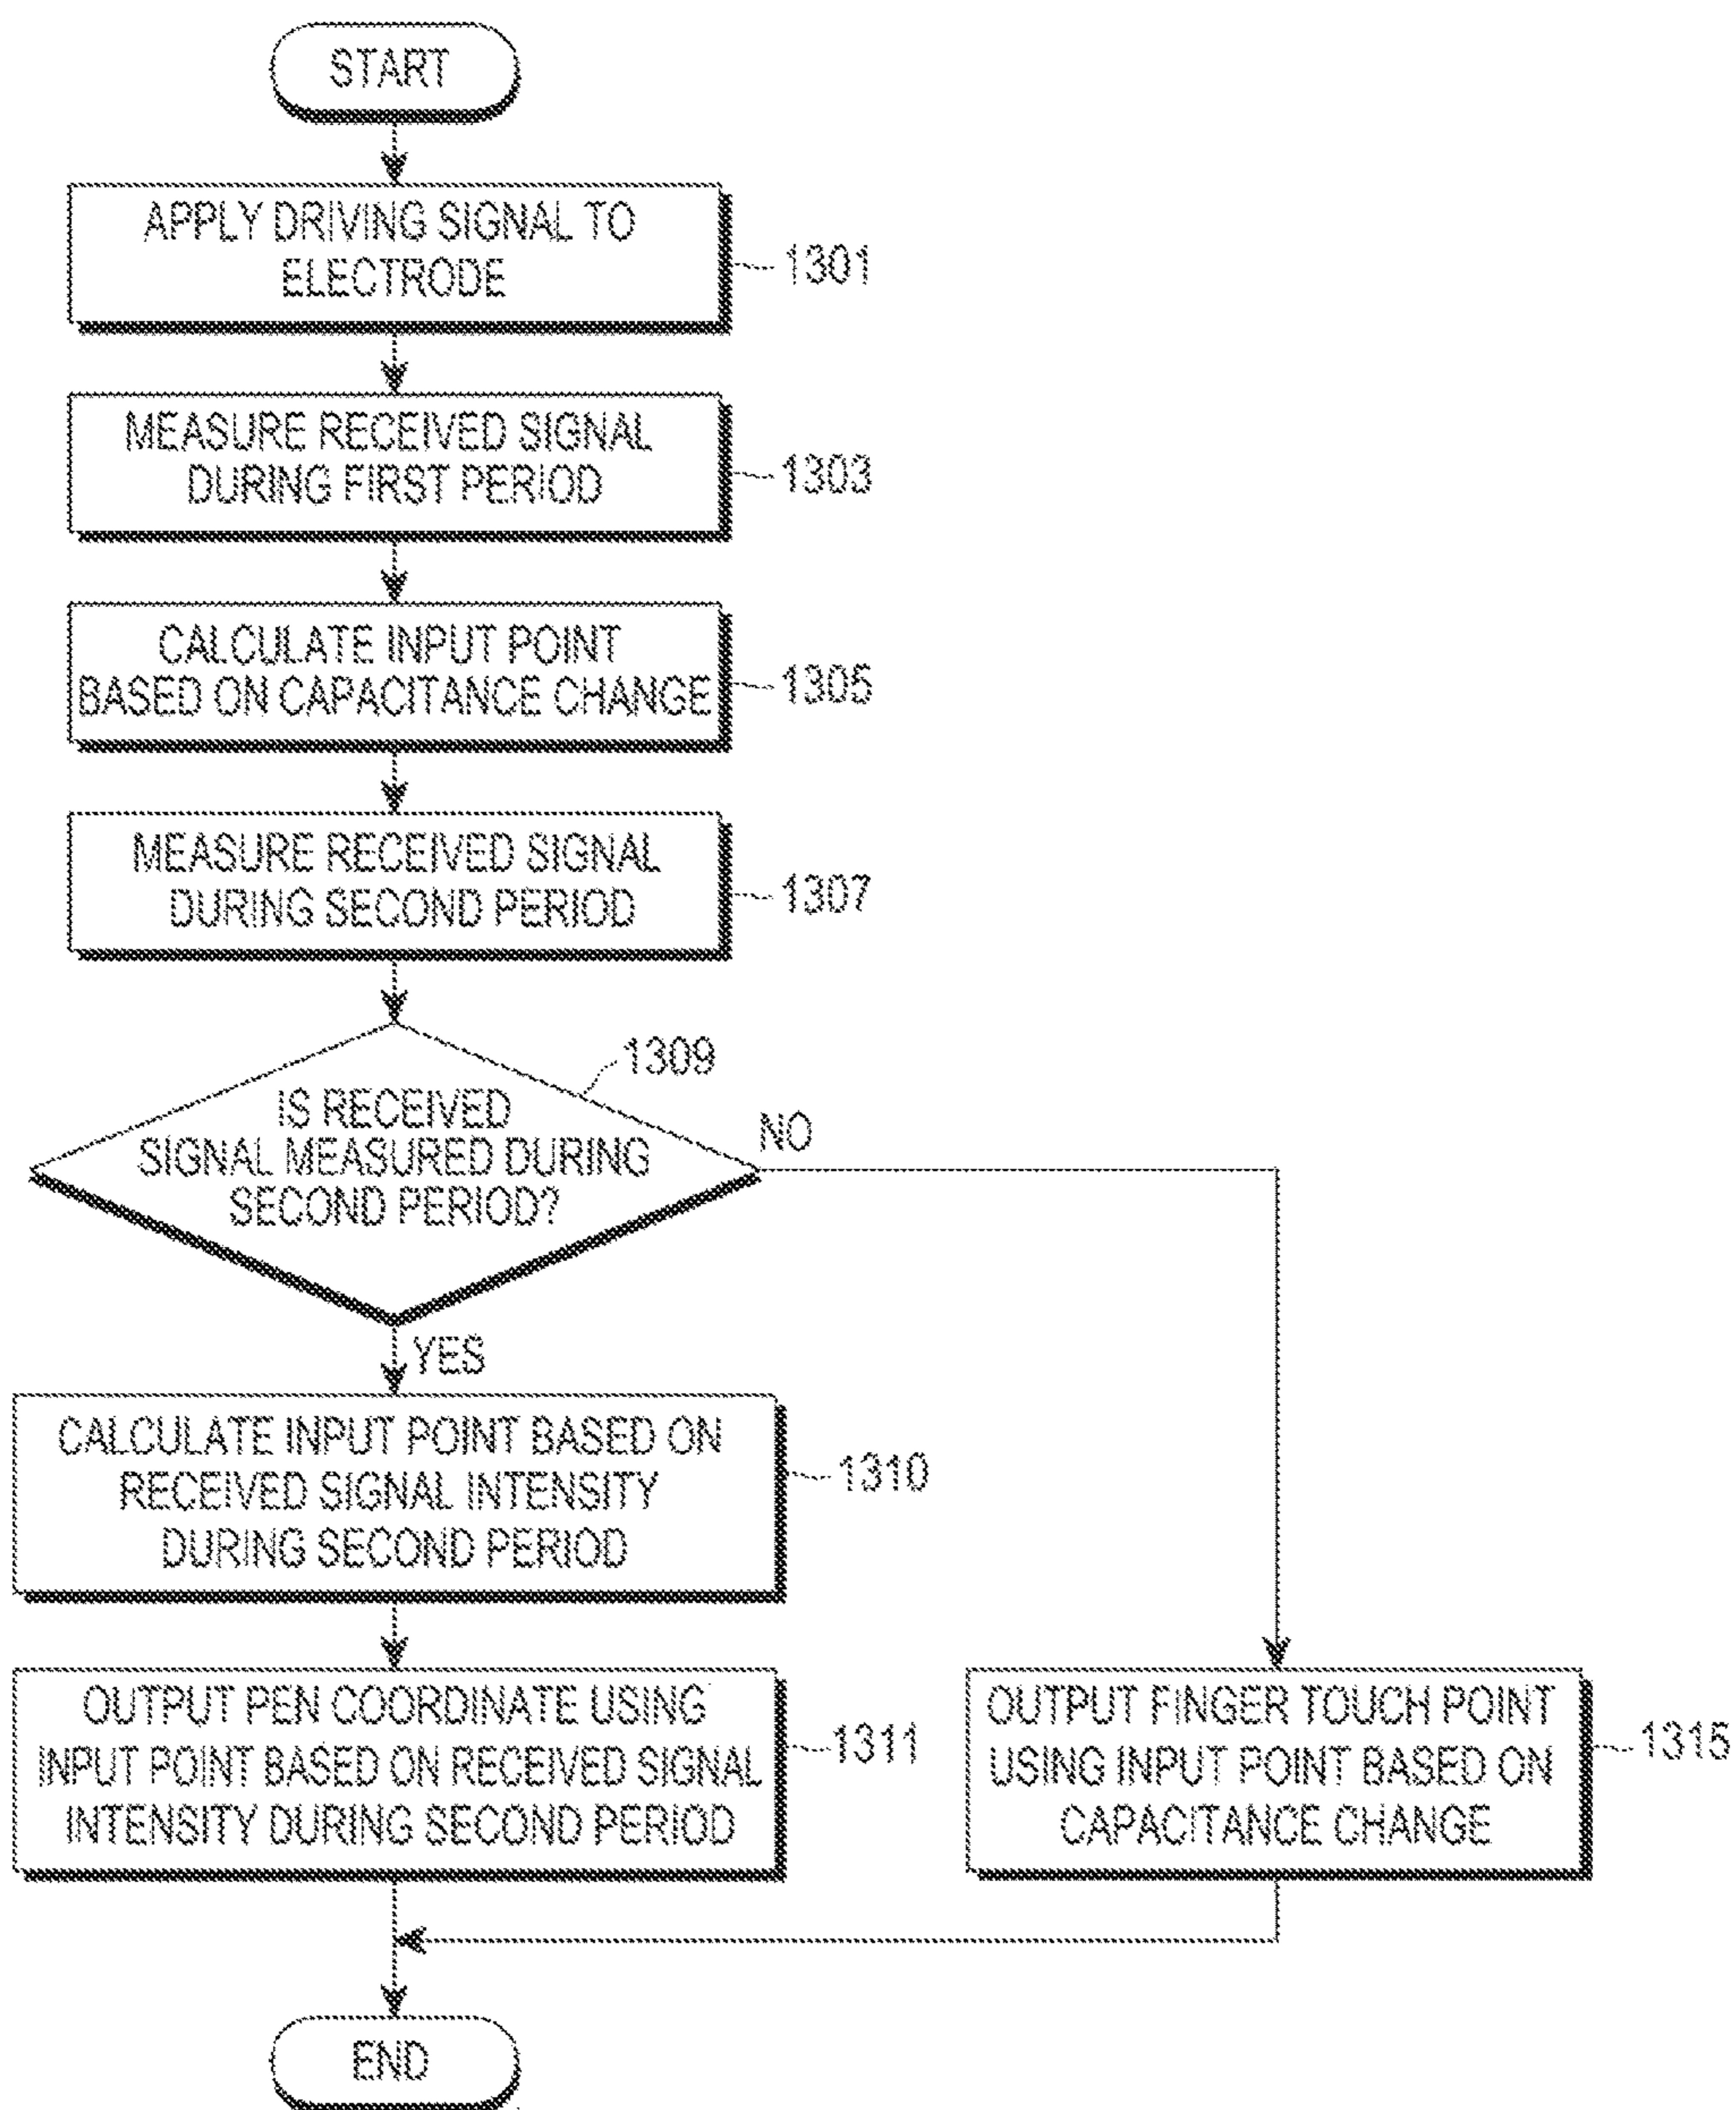 START
APPLY DRIVING SIGNAL TO
ELECTRODE
1301
MEASURE RECEIVED SIGNAL
DURING FIRST PERIOD
1303
CALCULATE INPUT POINT
BASED ON CAPACITANCE CHANGE
1305
MEASURE RECEIVED SIGNAL
DURING SECOND PERIOD
1307
1309
IS RECEIVED
SIGNAL MEASURED DURING
SECOND PERIOD?
NO
YES
CALCULATE INPUT POINT BASED ON
RECEIVED SIGNAL INTENSITY
DURING SECOND PERIOD
1310
OUTPUT PEN COORDINATE USING
INPUT POINT BASED ON RECEIVED SIGNAL
INTENSITY DURING SECOND PERIOD
1311
OUTPUT FINGER TOUCH POINT
USING INPUT POINT BASED ON
CAPACITANCE CHANGE
1315
END